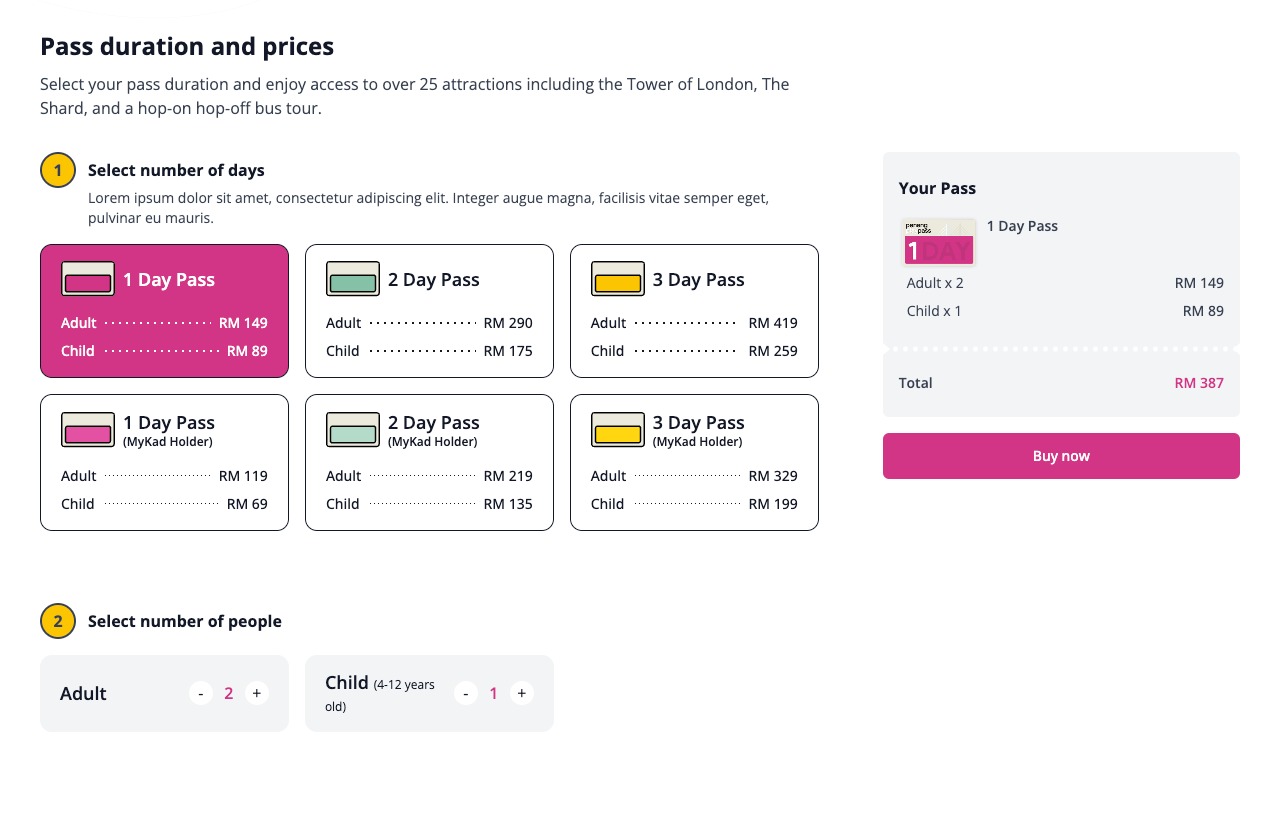 Pass duration and prices
Select your pass duration and enjoy access to over 25 attractions including the Tower of London, The
Shard, and a hop-on hop-off bus tour.
1
Select number of days
Lorem ipsum dolor sit amet, consectetur adipiscing elit. Integer augue magna, facilisis vitae semper eget,
pulvinar eu mauris.
1 Day Pass
Adult RM 149
Child RM 89
2 Day Pass
Adult RM 290
Child RM 175
3 Day Pass
Adult RM 419
Child RM 259
1 Day Pass
(MyKad Holder)
Adult RM 119
Child RM 69
2 Day Pass
(MyKad Holder)
Adult RM 219
Child RM 135
3 Day Pass
(MyKad Holder)
Adult RM 329
Child RM 199
2
Select number of people
Adult - 2 +
Child (4-12 years
old)
- 1 +
Your Pass
penang
pass
1 DAY
1 Day Pass
Adult x 2 RM 149
Child x 1 RM 89
Total RM 387
Buy now